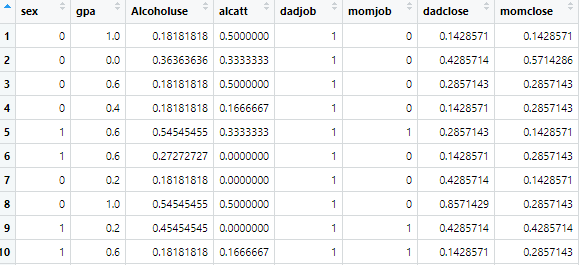 sex gpa Alcoholuse alcatt dadjob momjob dadclose momclose
1 0 1.0 0.18181818 0.5000000 1 0 0.1428571 0.1428571
2 0 0.0 0.36363636 0.3333333 1 0 0.4285714 0.5714286
3 0 0.6 0.18181818 0.5000000 1 0 0.2857143 0.2857143
4 0 0.4 0.18181818 0.1666667 1 0 0.1428571 0.2857143
5 1 0.6 0.54545455 0.3333333 1 1 0.2857143 0.1428571
6 1 0.6 0.27272727 0.0000000 1 0 0.1428571 0.2857143
7 0 0.2 0.18181818 0.0000000 1 0 0.4285714 0.1428571
8 0 1.0 0.54545455 0.5000000 1 0 0.8571429 0.2857143
9 1 0.2 0.45454545 0.0000000 1 1 0.4285714 0.4285714
10 1 0.6 0.18181818 0.1666667 1 1 0.1428571 0.2857143